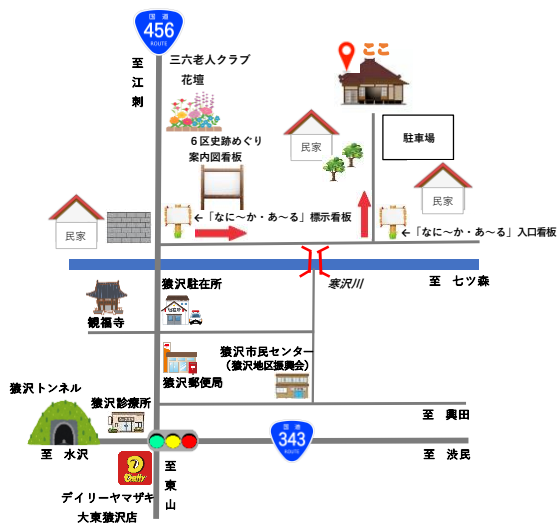 国道
456
ROUTE
至江刺
三六老人クラブ
花壇
ここ
６区史跡めぐり
案内図看板
民家
駐車場
民家
民家
←「なに～か・あ～る」標示看板
←「なに～か・あ～る」入口看板
寒沢川
至　七ツ森
猿沢駐在所
観福寺
猿沢市民センター
（猿沢地区振興会）
猿沢郵便局
猿沢トンネル
猿沢診療所
至　興田
国道
343
ROUTE
至　水沢
至　渋民
至東山
Daily
デイリーヤマザキ
大東猿沢店